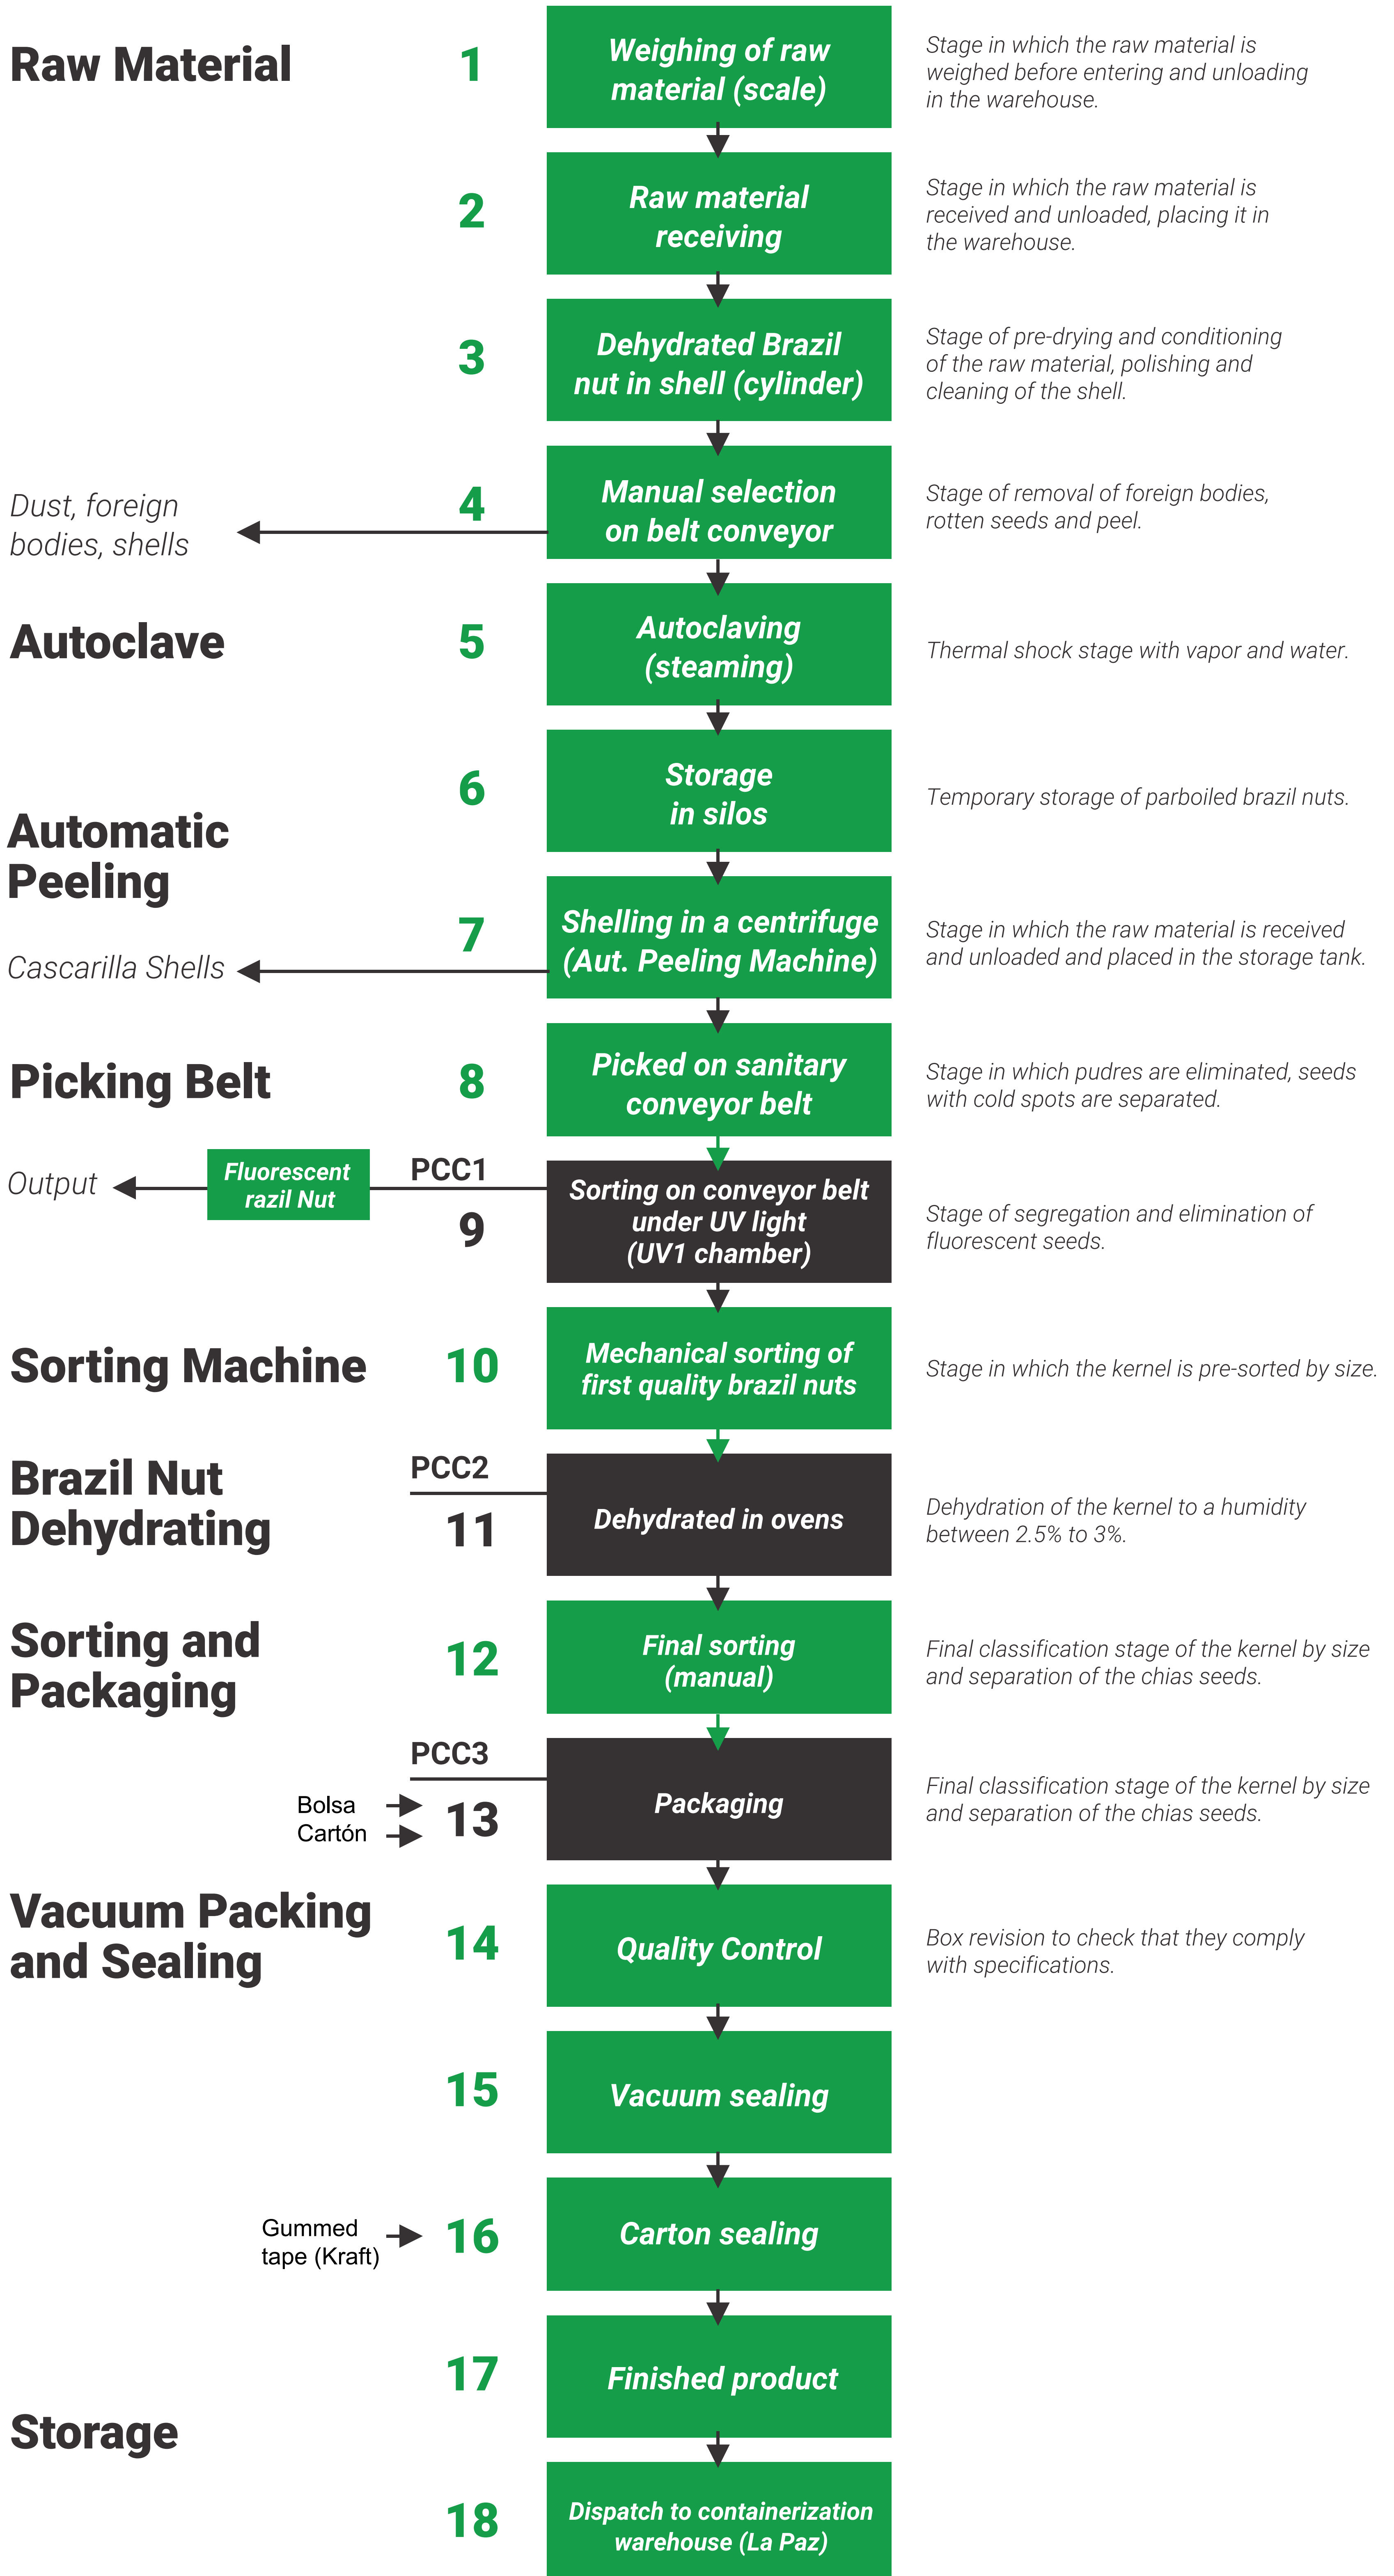 Raw Material
1
Weighing of raw
material (scale)
Stage in which the raw material is
weighed before entering and unloading
in the warehouse.
2
Raw material
receiving
Stage in which the raw material is
received and unloaded, placing it in
the warehouse.
3
Dehydrated Brazil
nut in shell (cylinder)
Stage of pre-drying and conditioning
of the raw material, polishing and
cleaning of the shell.
Dust, foreign
bodies, shells
4
Manual selection
on belt conveyor
Stage of removal of foreign bodies,
rotten seeds and peel.
Autoclave
5
Autoclaving
(steaming)
Thermal shock stage with vapor and water.
6
Storage
in silos
Temporary storage of parboiled brazil nuts.
Automatic
Peeling
Cascarilla Shells
7
Shelling in a centrifuge
(Aut. Peeling Machine)
Stage in which the raw material is received
and unloaded and placed in the storage tank.
Picking Belt
8
Picked on sanitary
conveyor belt
Stage in which pudres are eliminated, seeds
with cold spots are separated.
Output
Fluorescent
razil Nut
PCC1
9
Sorting on conveyor belt
under UV light
(UV1 chamber)
Stage of segregation and elimination of
fluorescent seeds.
Sorting Machine
10
Mechanical sorting of
first quality brazil nuts
Stage in which the kernel is pre-sorted by size.
Brazil Nut
Dehydrating
PCC2
11
Dehydrated in ovens
Dehydration of the kernel to a humidity
between 2.5% to 3%.
Sorting and
Packaging
12
Final sorting
(manual)
Final classification stage of the kernel by size
and separation of the chias seeds.
PCC3
Bolsa
Cartón
13
Packaging
Final classification stage of the kernel by size
and separation of the chias seeds.
Vacuum Packing
and Sealing
14
Quality Control
Box revision to check that they comply
with specifications.
15
Vacuum sealing
Gummed
tape (Kraft)
16
Carton sealing
17
Finished product
Storage
18
Dispatch to containerization
warehouse (La Paz)